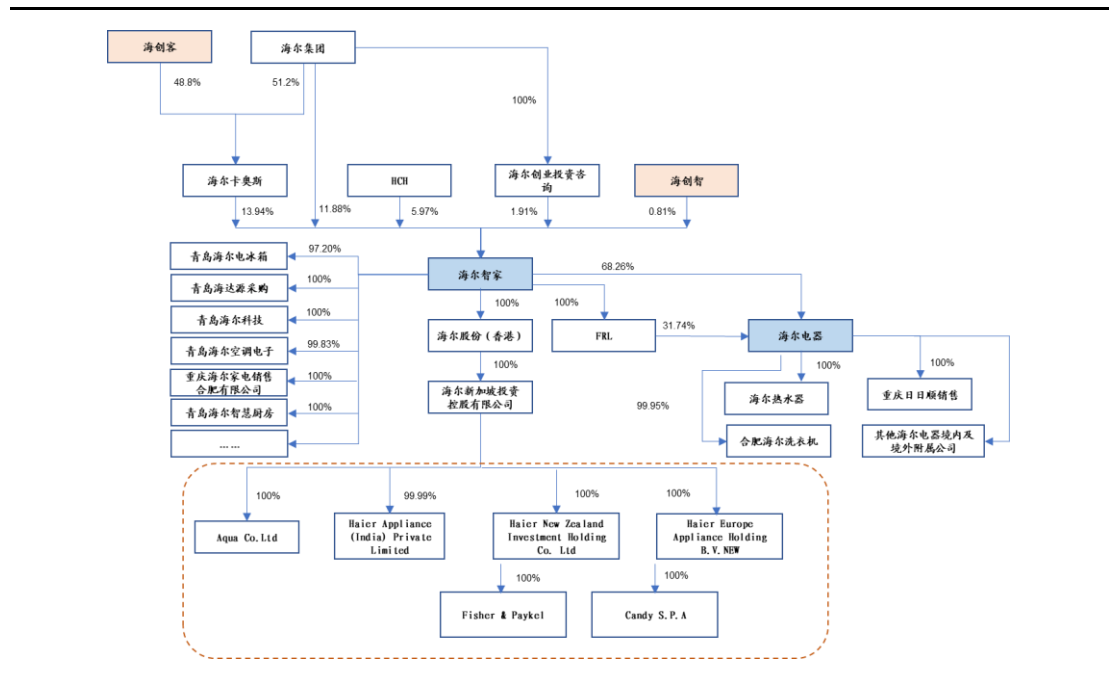 海创客
海尔集团
48.8%
51.2%
100%
海尔卡奥斯
HCH
海尔创业投资咨
询
海创智
13.94%
11.88%
5.97%
1.91%
0.81%
青岛海尔电冰箱
97.20%
海尔智家
68.26%
青岛海达源采购
100%
100%
100%
青岛海尔科技
100%
海尔股份（香港）
FRL
31.74%
海尔电器
青岛海尔空调电子
99.83%
100%
100%
100%
重庆海尔家电销售
合肥有限公司
100%
海尔新加坡投资
控股有限公司
海尔热水器
重庆日日顺销售
青岛海尔智慧厨房
100%
99.95%
……
合肥海尔洗衣机
其他海尔电器境内及
境外附属公司
100%
99.99%
100%
100%
Aqua Co.Ltd
Haier Appliance
(India) Private
Limited
Haier New Zealand
Investment Holding
Co. Ltd
Haier Europe
Appliance Holding
B.V.NEW
100%
100%
Fisher & Paykel
Candy S.P.A